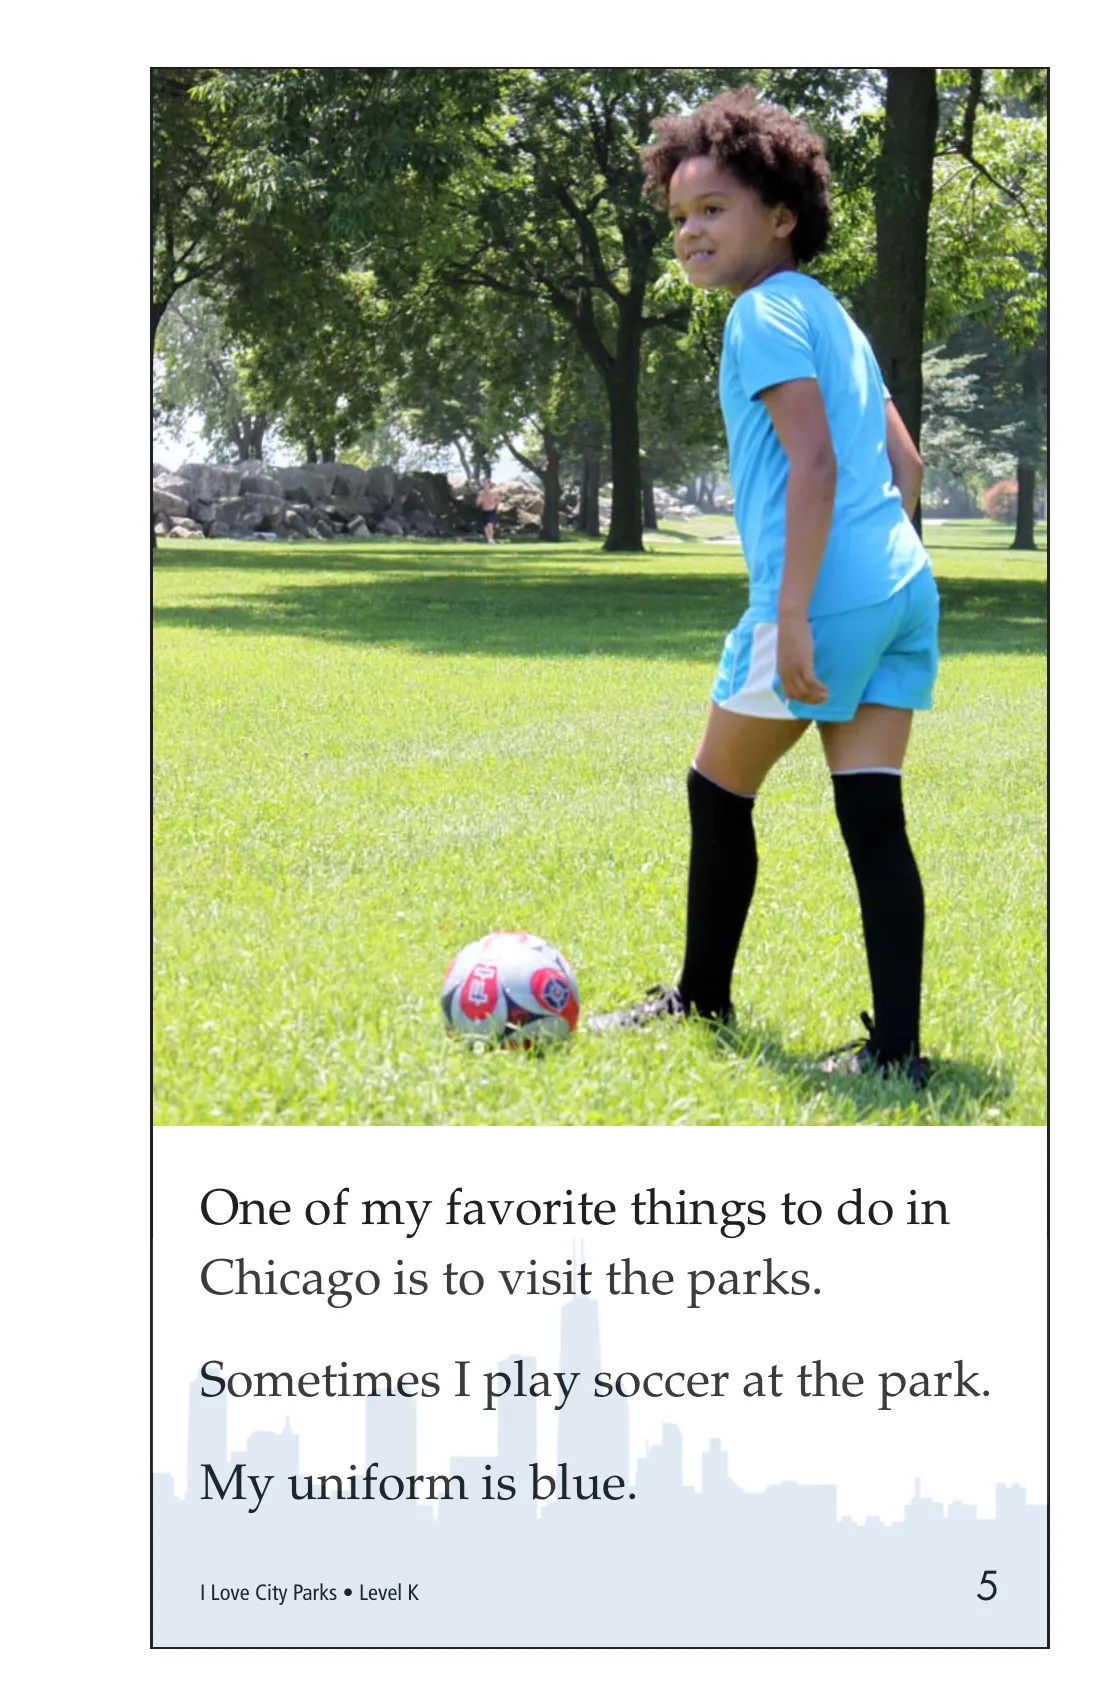 One of my favorite things to do in
Chicago is to visit the parks.
Sometimes I play soccer at the park.
My uniform is blue.
I Love City Parks • Level K
5